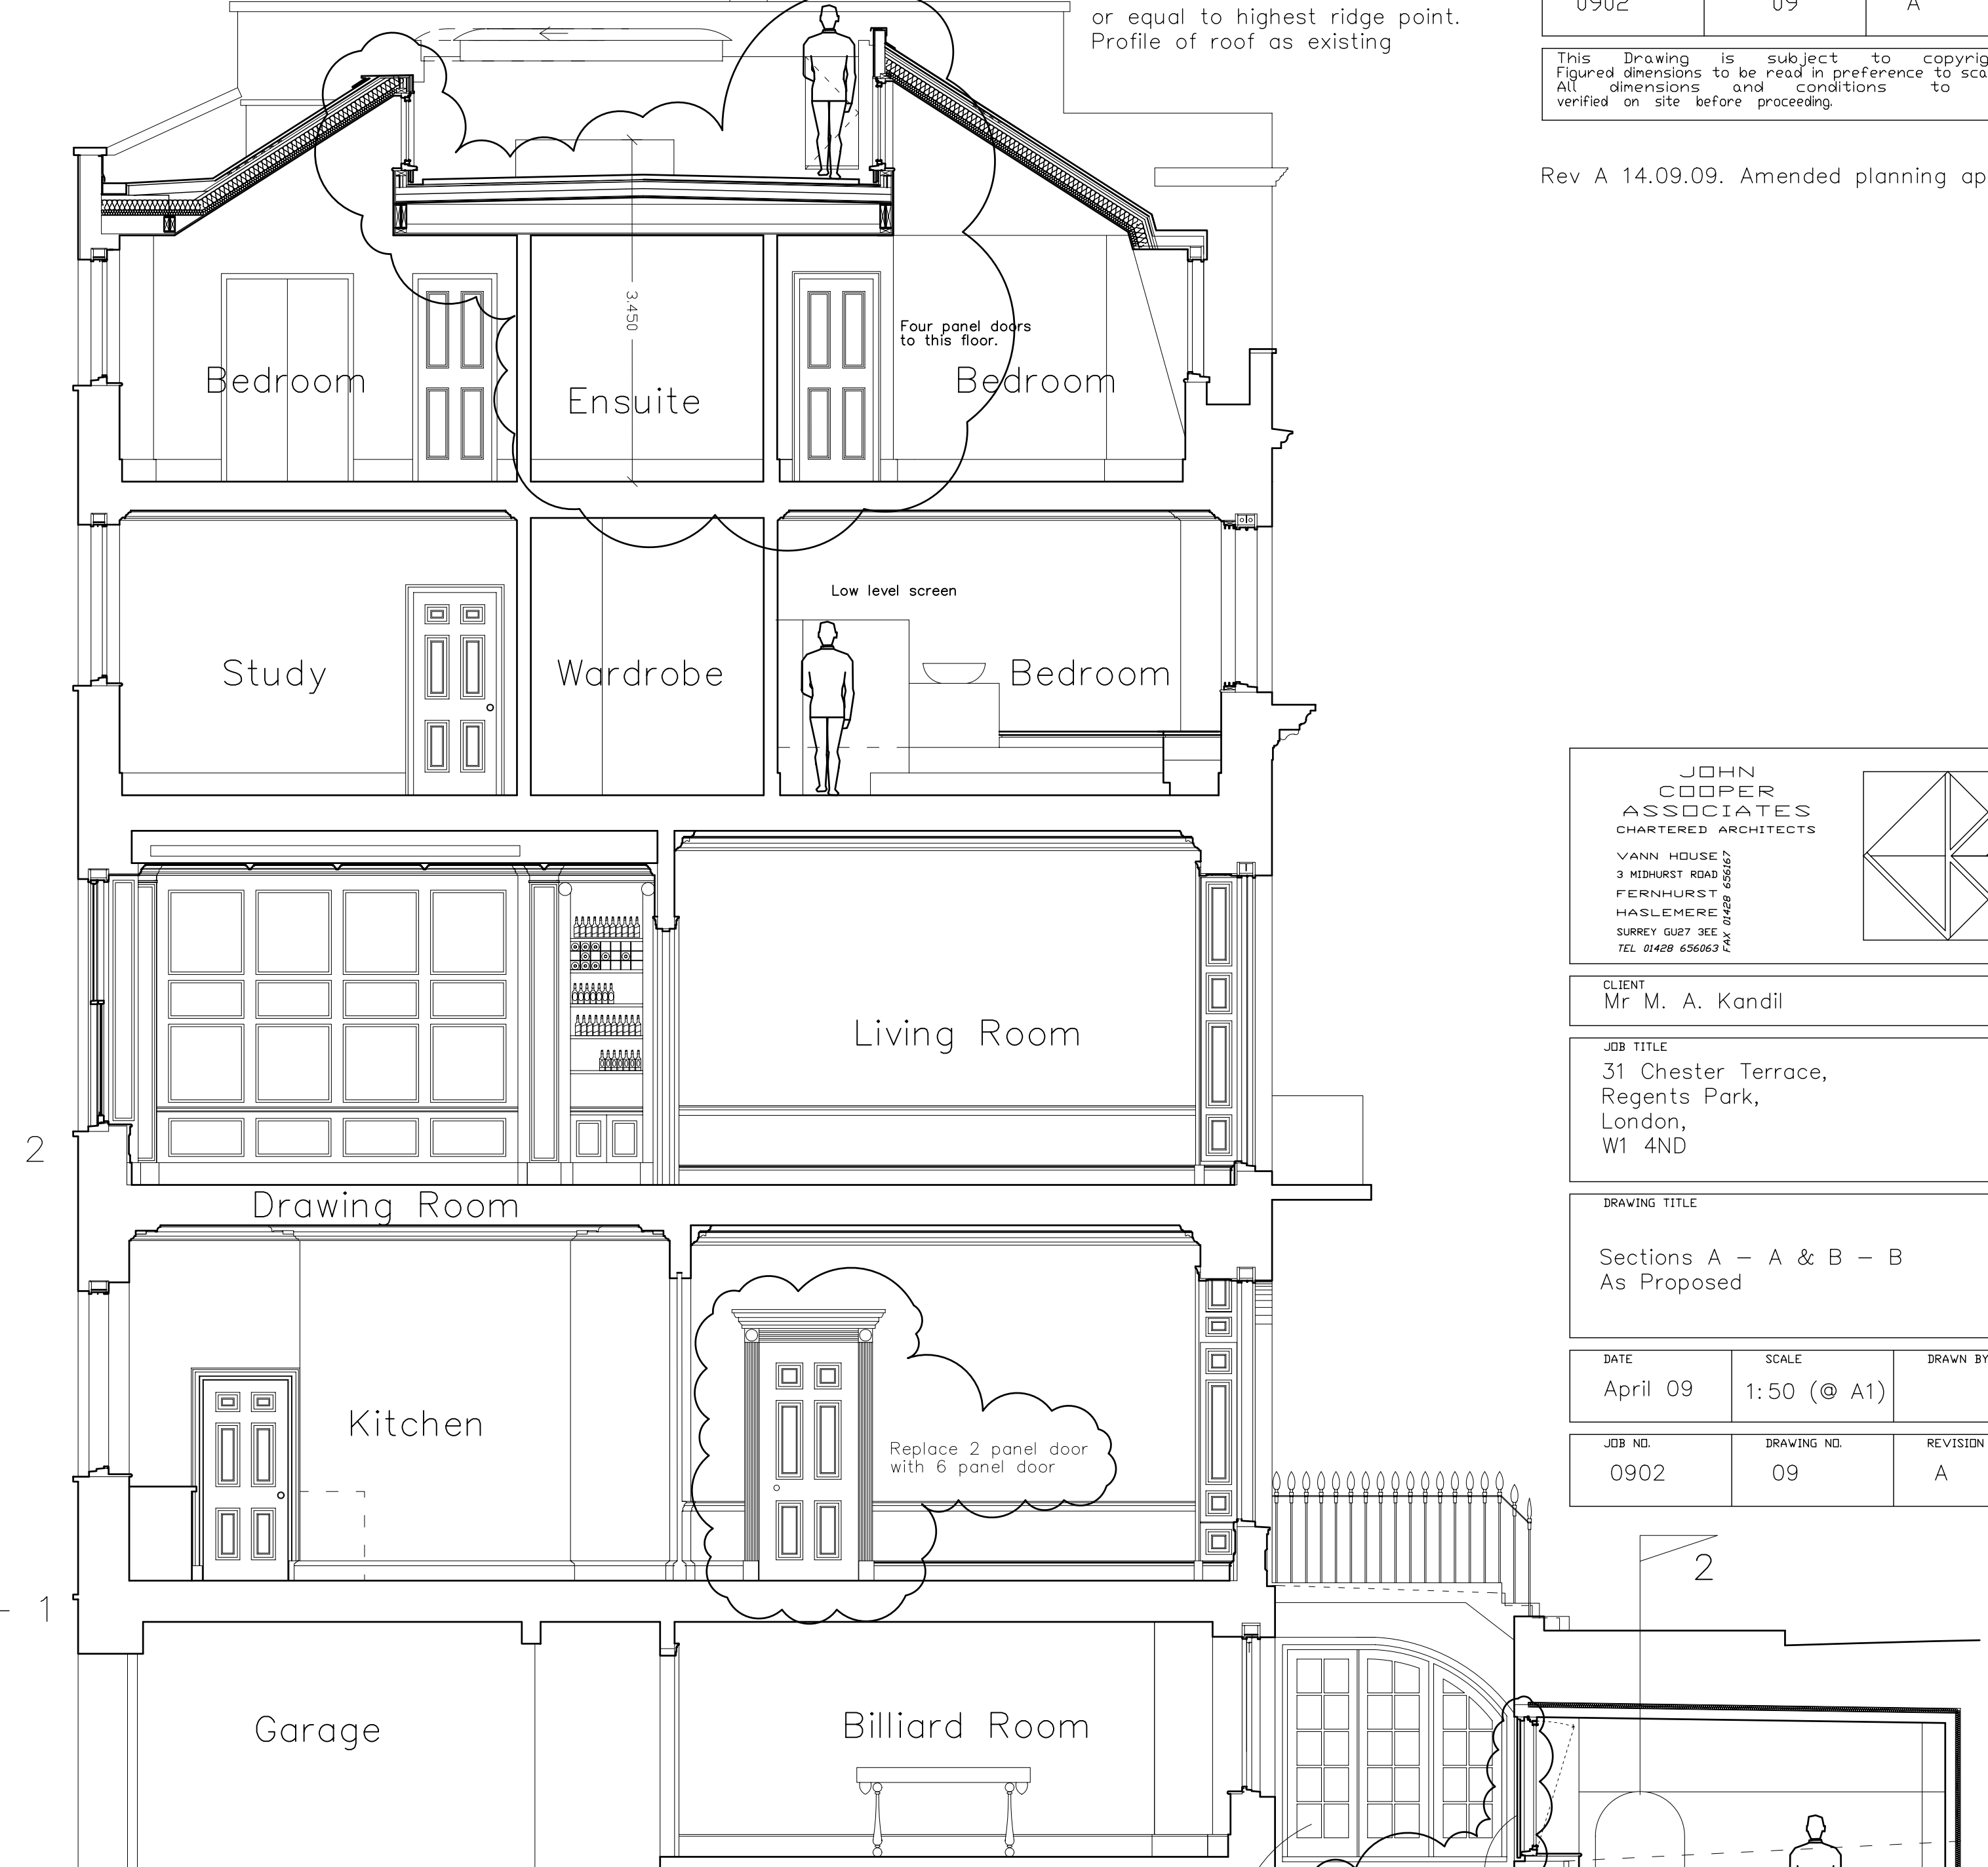 or equal to highest ridge point.
Profile of roof as existing
0902 09 A
This Drawing is subject to
Figured dimensions to be read in preference to
All dimensions and conditions to
verified on site before proceeding.
Rev A 14.09.09. Amended planning
3.450
Four panel doors
to this floor.
Bedroom
Ensuite
Bedroom
Low level screen
Study
Wardrobe
Bedroom
JOHN
COOPER
ASSOCIATES
CHARTERED ARCHITECTS
VANN HOUSE
3 MIDHURST ROAD
FERNHURST
HASLEMERE
SURREY GU27 3EE
TEL 01428 656063
FAX 01428 656167
CLIENT
Mr M. A. Kandil
JOB TITLE
31 Chester Terrace,
Regents Park,
London,
W1 4ND
Living Room
2
Drawing Room
DRAWING TITLE
Sections A – A & B – B
As Proposed
DATE SCALE DRAWN BY
April 09 1:50 (@ A1)
JOB NO. DRAWING NO. REVISION
0902 09 A
Kitchen
Replace 2 panel door
with 6 panel door
2
– 1
Garage
Billiard Room